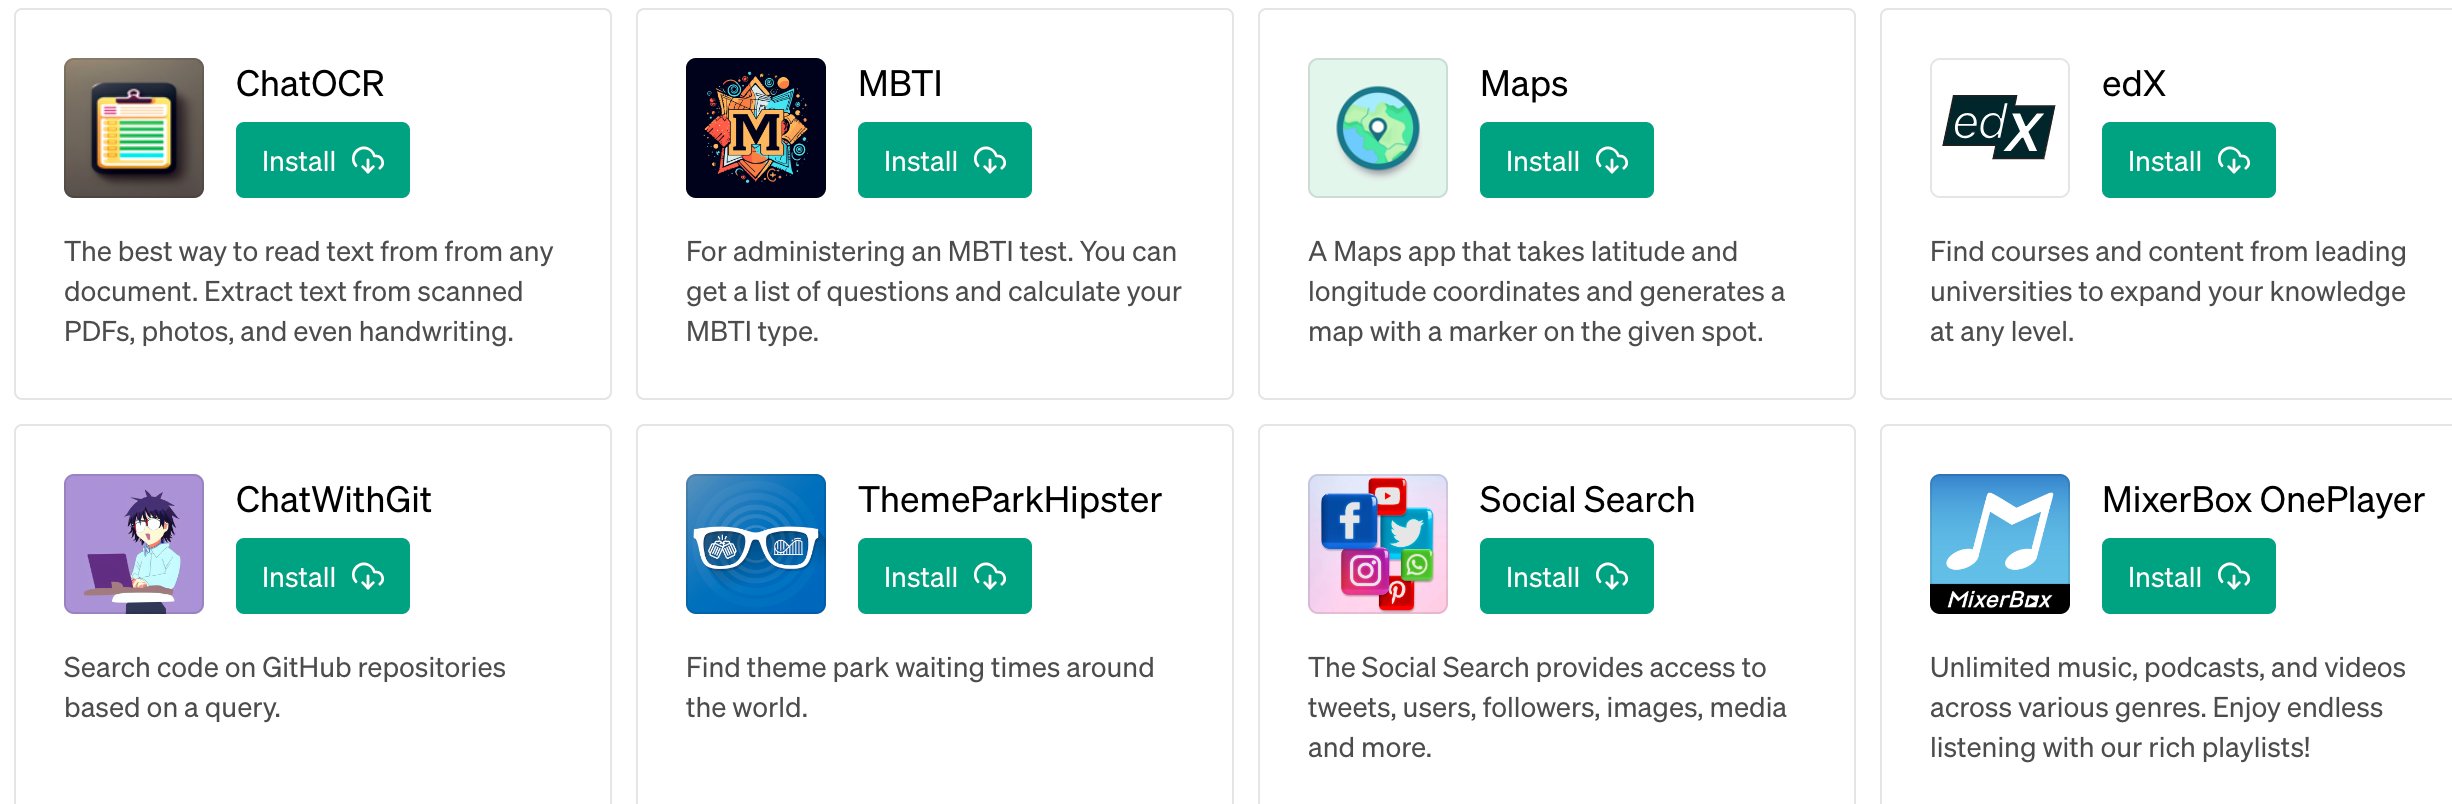 ChatOCR
Install
The best way to read text from from any
document. Extract text from scanned
PDFs, photos, and even handwriting.
M
MBTI
Install
For administering an MBTI test. You can
get a list of questions and calculate your
MBTI type.
Maps
Install
A Maps app that takes latitude and
longitude coordinates and generates a
map with a marker on the given spot.
edX
edX
Install
Find courses and content from leading
universities to expand your knowledge
at any level.
ChatWithGit
Install
Search code on GitHub repositories
based on a query.
ThemeParkHipster
Install
Find theme park waiting times around
the world.
Social Search
Install
The Social Search provides access to
tweets, users, followers, images, media
and more.
MixerBox
MixerBox OnePlayer
Install
Unlimited music, podcasts, and videos
across various genres. Enjoy endless
listening with our rich playlists!